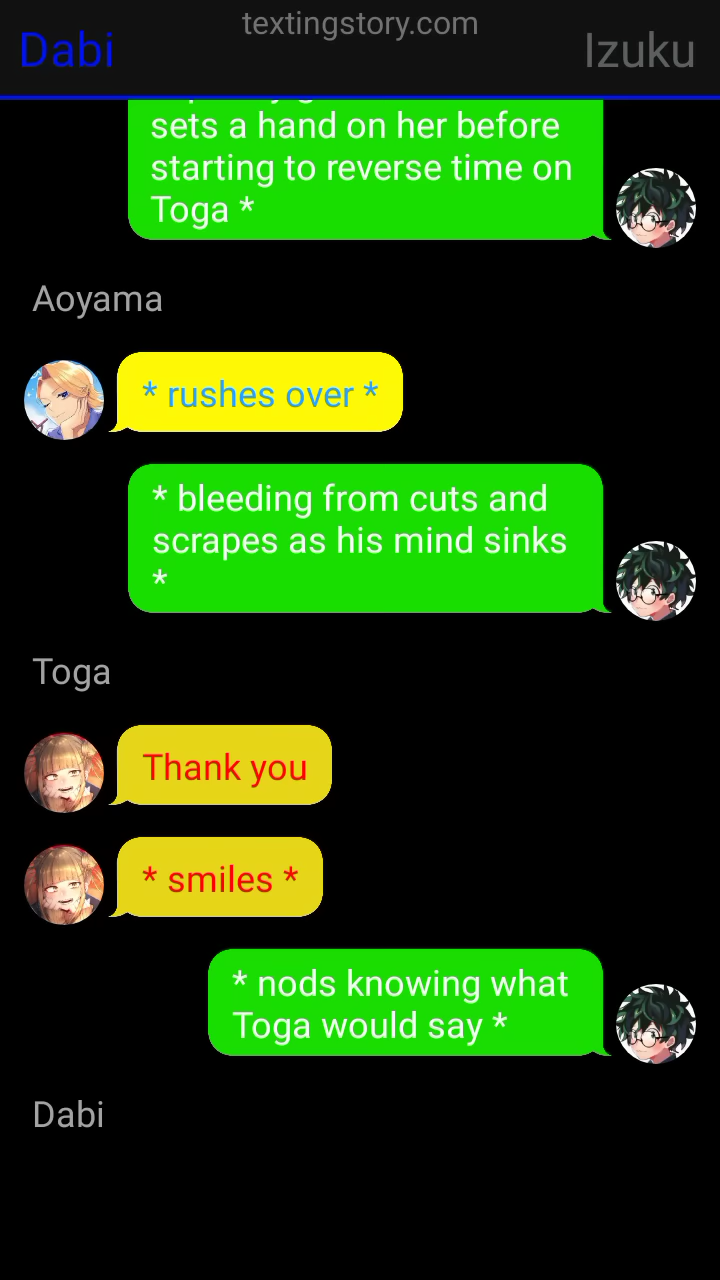 textingstory.com
Dabi
Izuku
sets a hand on her before
starting to reverse time on
Toga *
Aoyama
* rushes over *
* bleeding from cuts and
scrapes as his mind sinks
*
Toga
Thank you
* smiles *
* nods knowing what
Toga would say *
Dabi